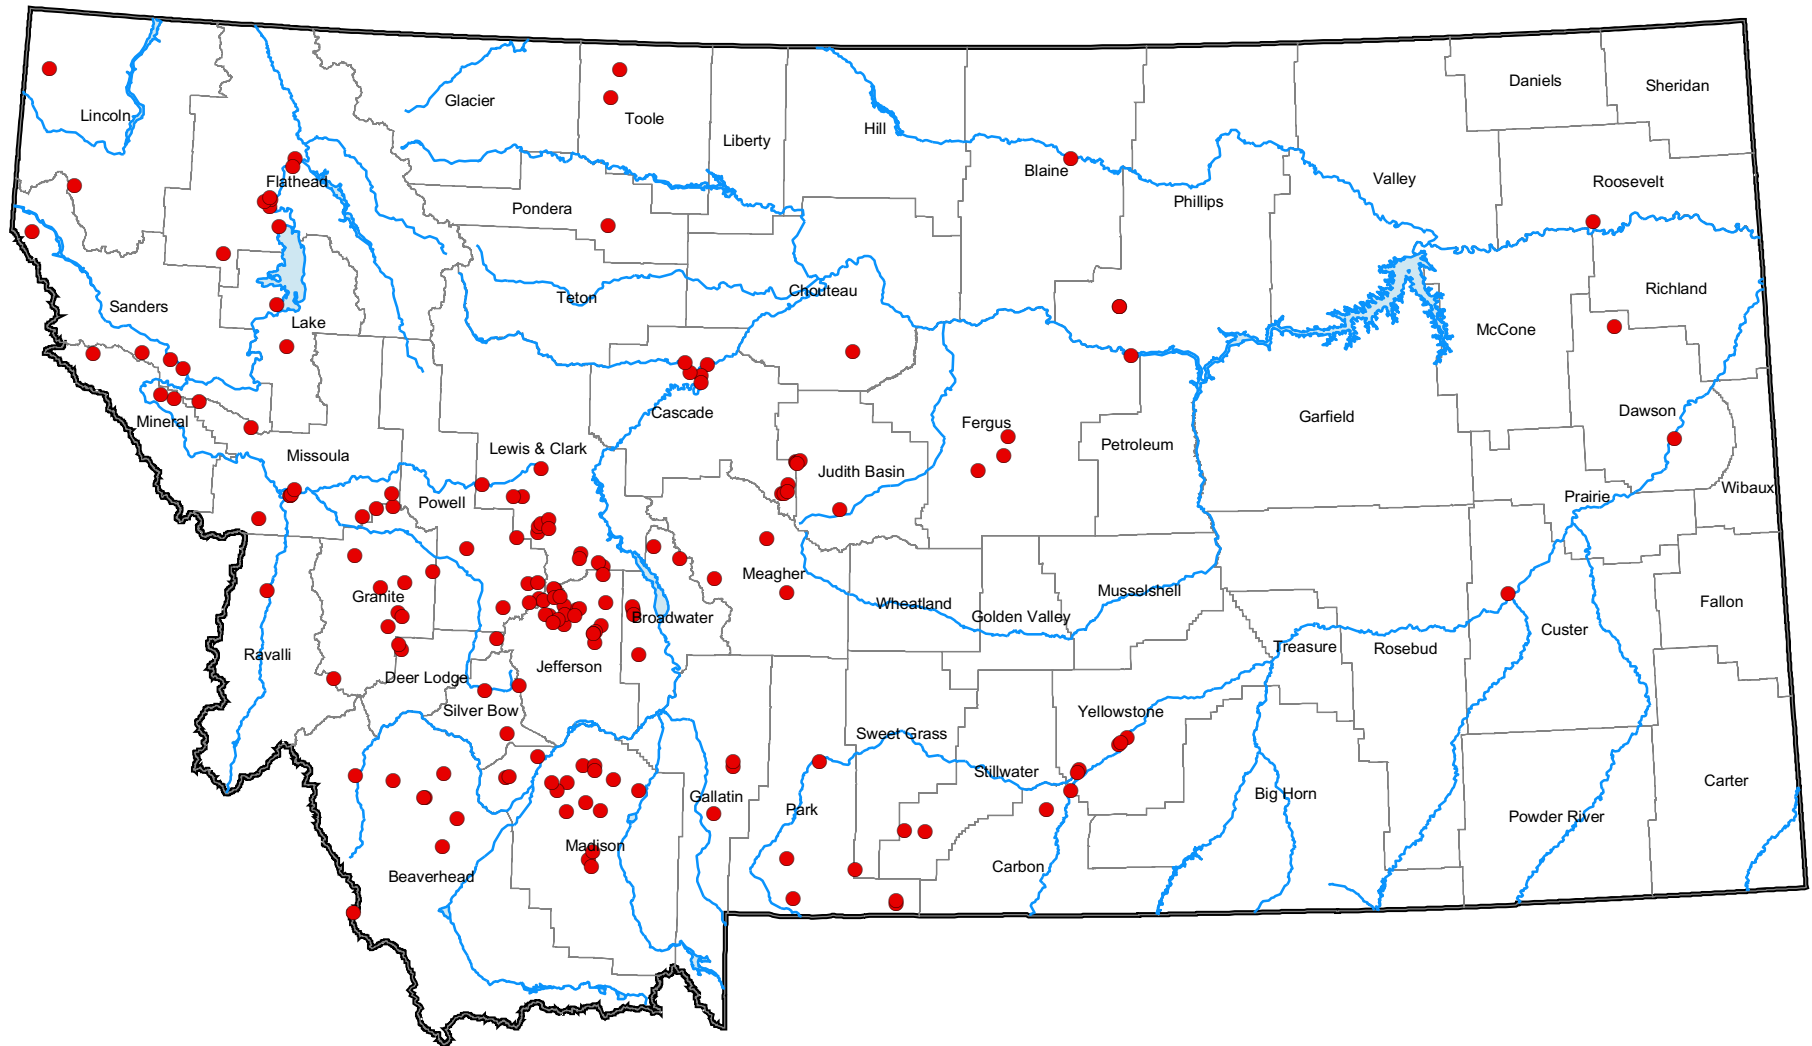 Daniels
Sheridan
Glacier
Lincoln
Toole
Hill
Liberty
Blaine
Valley
Roosevelt
Flathead
Phillips
Pondera
Richland
Chouteau
Teton
Sanders
Lake
McCone
Cascade
Dawson
Garfield
Mineral
Fergus
Petroleum
Lewis & Clark
Missoula
Judith Basin
Powell
Prairie
Wibaux
Meagher
Musselshell
Granite
Wheatland
Fallon
Golden Valley
Broadwater
Custer
Treasure
Rosebud
Ravalli
Jefferson
Deer Lodge
Silver Bow
Yellowstone
Sweet Grass
Stillwater
Carter
Big Horn
Gallatin
Park
Powder River
Madison
Carbon
Beaverhead